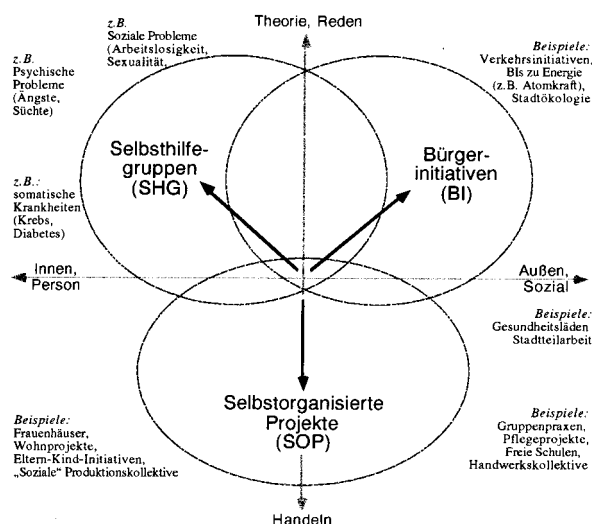 Theorie, Reden
z.B.
Soziale Probleme
(Arbeitslosigkeit,
Sexualität,
z.B.
Psychische
Probleme
(Ängste,
Süchte)
Beispiele:
Verkehrsinitiativen,
BIs zu Energie
(z.B. Atomkraft),
Stadtökologie
Selbsthilfe-
gruppen
(SHG)
Bürger-
initiativen
(BI)
z.B.:
somatische
Krankheiten
(Krebs,
Diabetes)
Innen,
Person
Außen,
Sozial
Beispiele:
Gesundheitsläden
Stadtteilarbeit
Selbstorganisierte
Projekte
(SOP)
Beispiele:
Frauenhäuser,
Wohnprojekte,
Eltern-Kind-Initiativen,
„Soziale“ Produktionskollektive
Beispiele:
Gruppenpraxen,
Pflegeprojekte,
Freie Schulen,
Handwerkskollektive
Handeln